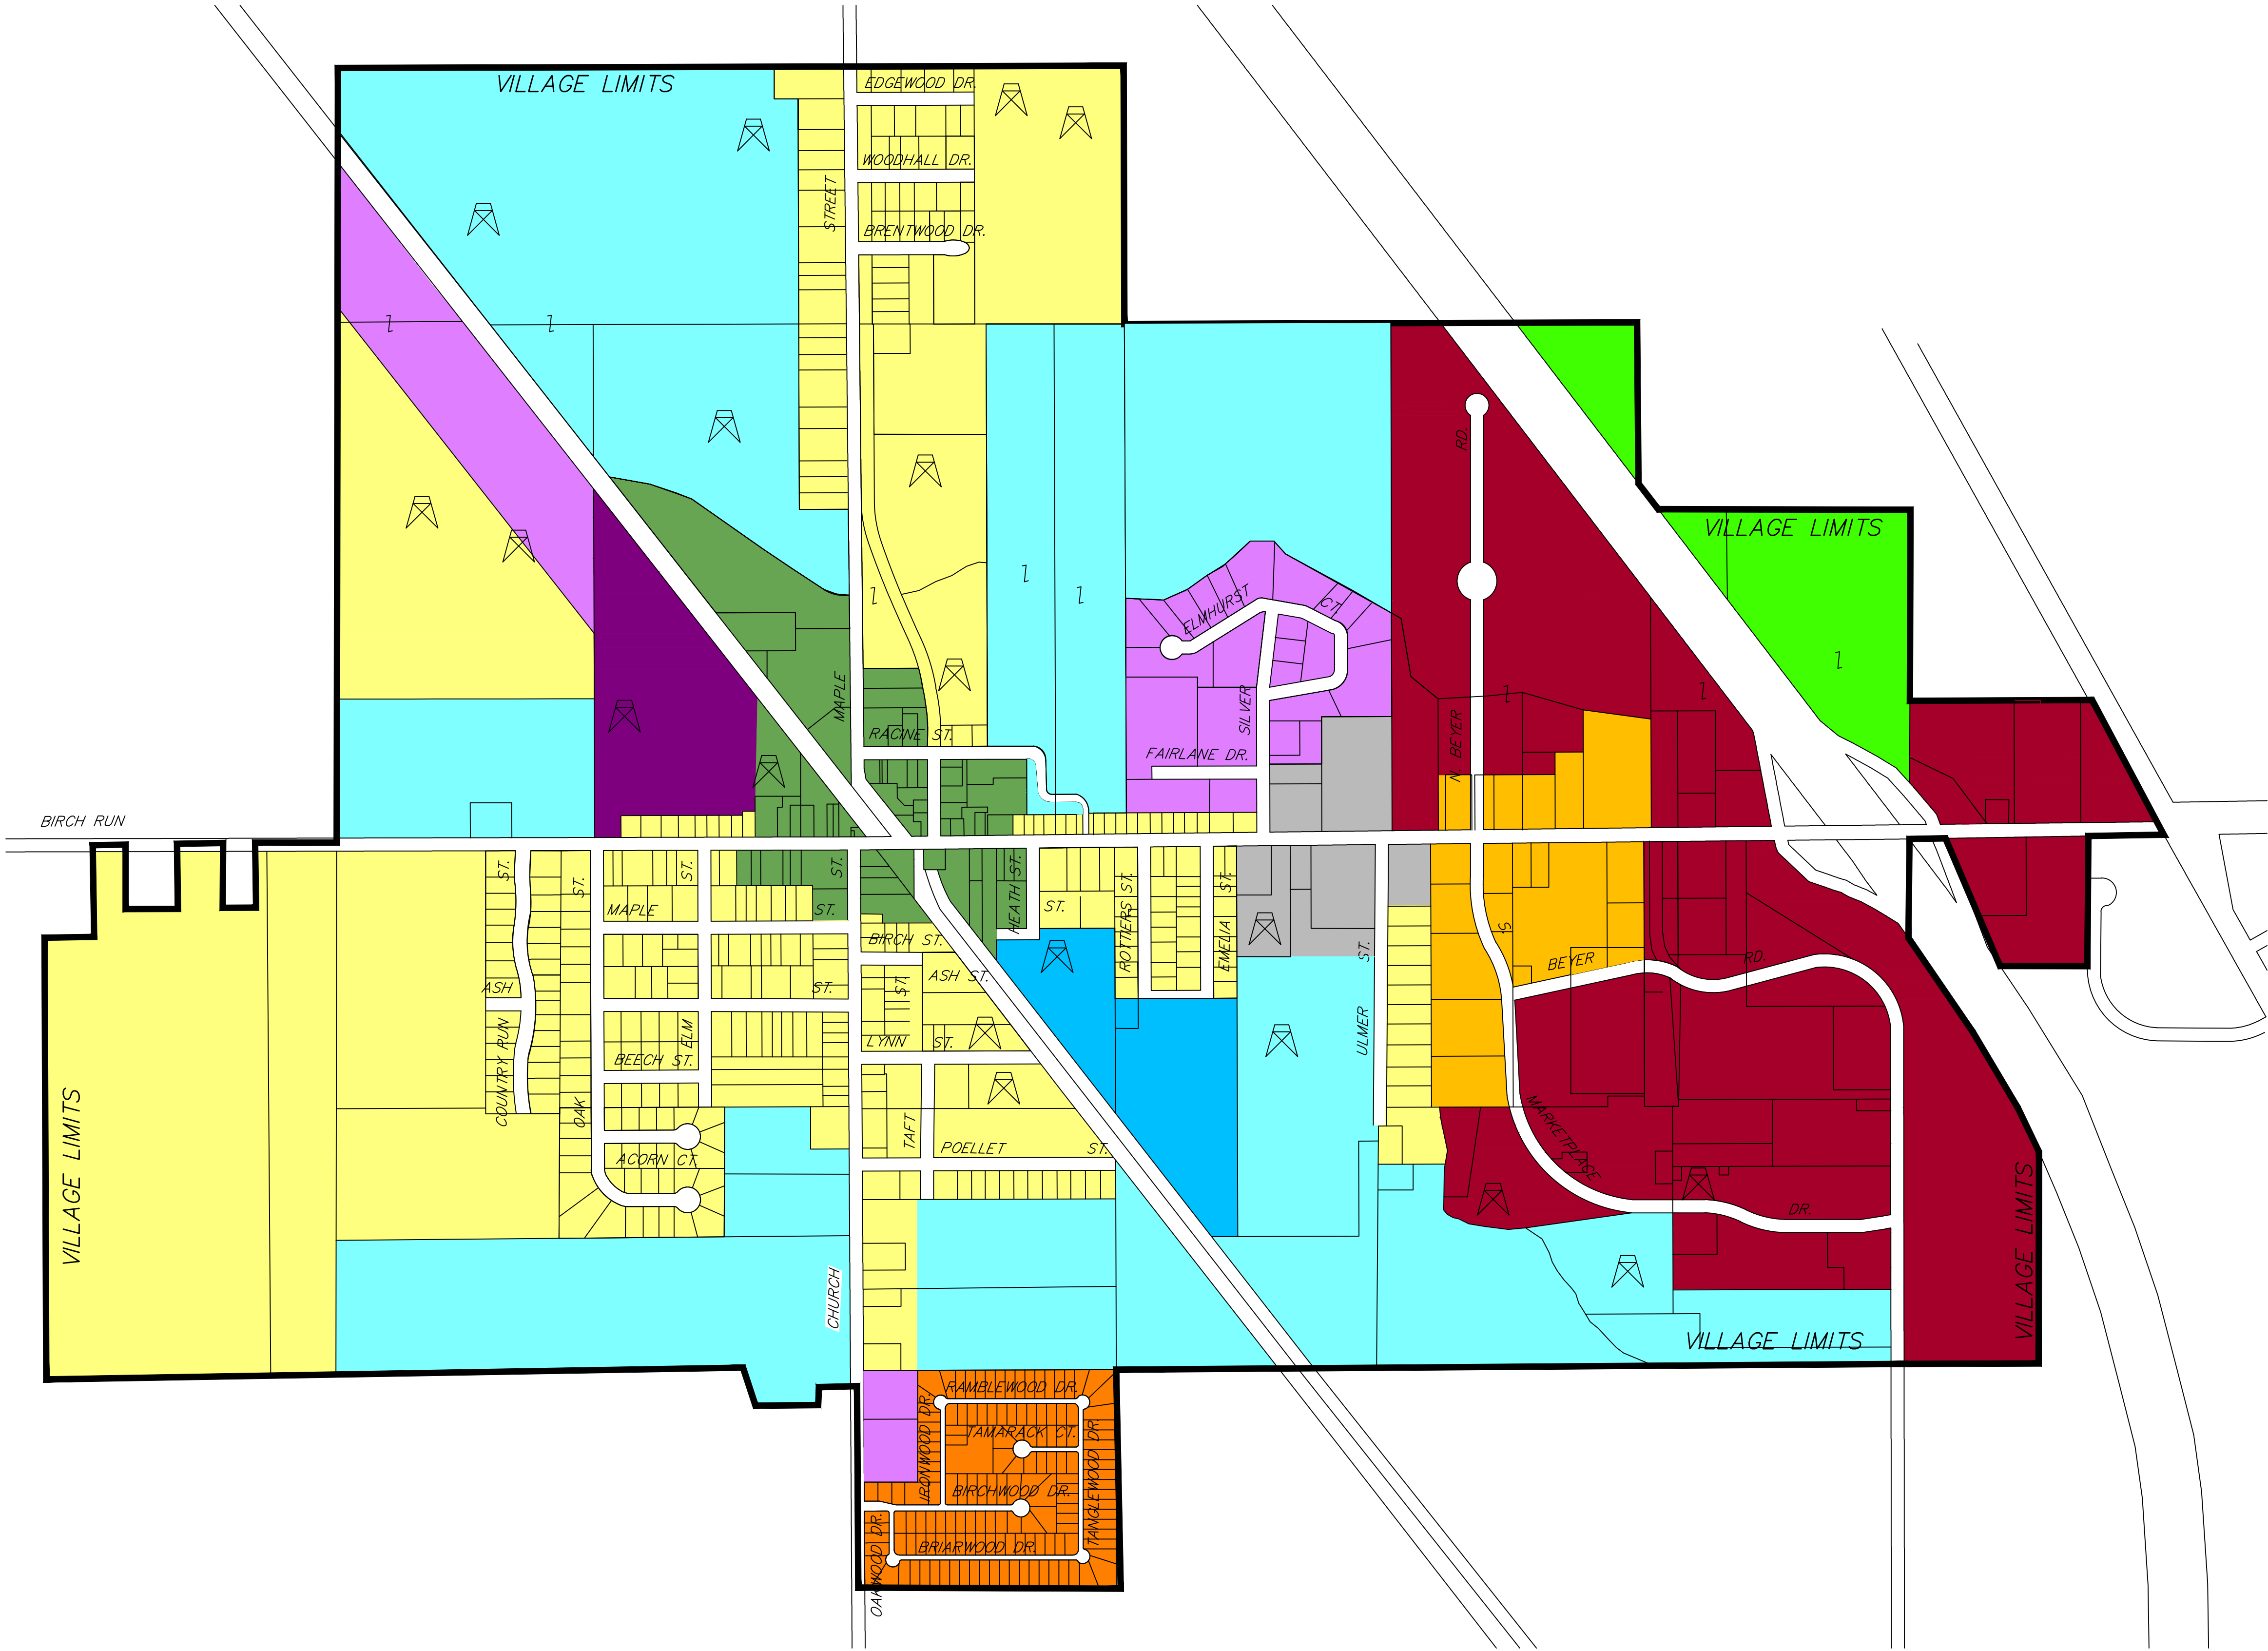 VILLAGE LIMITS
EDGEWOOD DR.
WOODHALL DR.
STREET
BRENTWOOD DR.
RD.
VILLAGE LIMITS
ELMHURST
CT.
MAPLE
SILVER
RACINE ST.
FAIRLANE DR.
N. BEYER
BIRCH RUN
ST.
ST.
ST.
ST.
HEATH ST.
MAPLE
ST.
ST.
ROTTIERS ST.
EMELIA ST.
S.
BIRCH ST.
ST.
BEYER
RD.
ASH
ST.
ST.
ASH ST.
COUNTRY RUN
ELM
LYNN
ST.
ULMER
BEECH ST.
OAK
VILLAGE LIMITS
TAFT
POELLET
ST.
MARKETPLACE
ACORN CT.
DR.
VILLAGE LIMITS
CHURCH
VILLAGE LIMITS
RAMBLEWOOD DR.
IRONWOOD DR.
TAMARACK CT.
TANGLEWOOD DR.
BIRCHWOOD DR.
BRIARWOOD DR.
OAKWOOD DR.